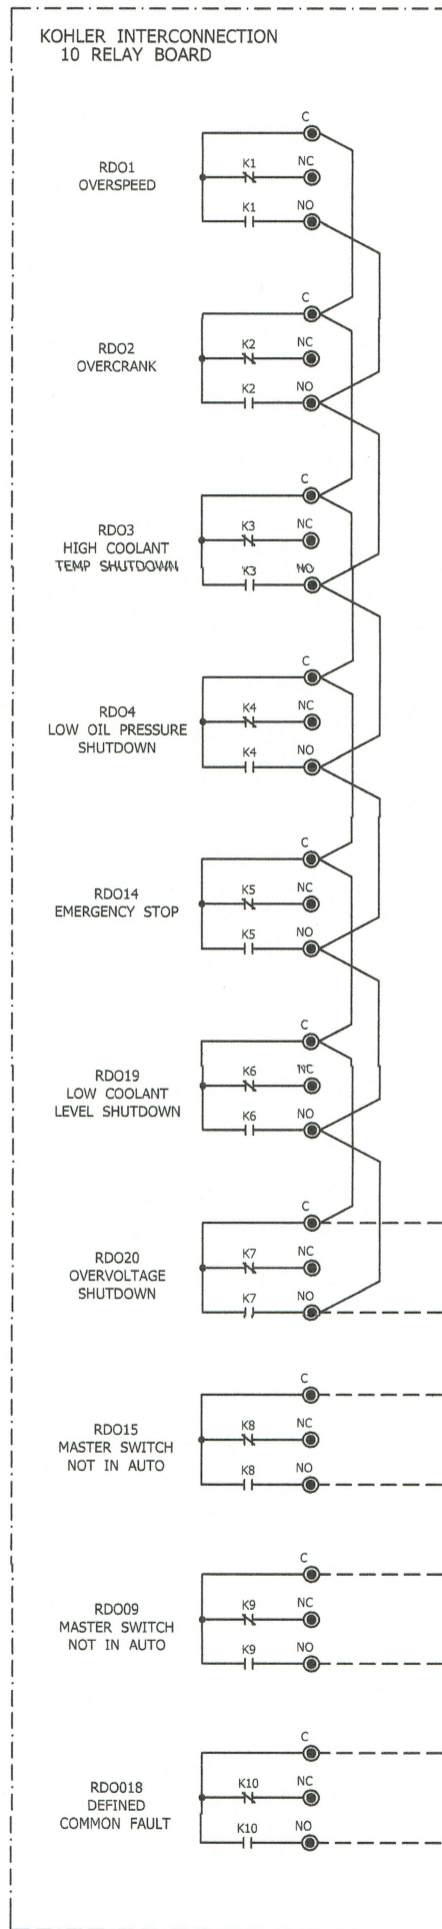 KOHLER INTERCONNECTION
10 RELAY BOARD
C
RDO1
OVERSPEED
K1
NC
K1
NO
C
RDO2
OVERCRANK
K2
NC
K2
NO
C
RDO3
HIGH COOLANT
TEMP SHUTDOWN
K3
NC
K3
NO
C
RDO4
LOW OIL PRESSURE
SHUTDOWN
K4
NC
K4
NO
C
RDO14
EMERGENCY STOP
K5
NC
K5
NO
C
RDO19
LOW COOLANT
LEVEL SHUTDOWN
K6
NC
K6
NO
C
RDO20
OVERVOLTAGE
SHUTDOWN
K7
NC
K7
NO
C
RDO15
MASTER SWITCH
NOT IN AUTO
K8
NC
K8
NO
C
RDO09
MASTER SWITCH
NOT IN AUTO
K9
NC
K9
NO
C
RDO018
DEFINED
COMMON FAULT
K10
NC
K10
NO